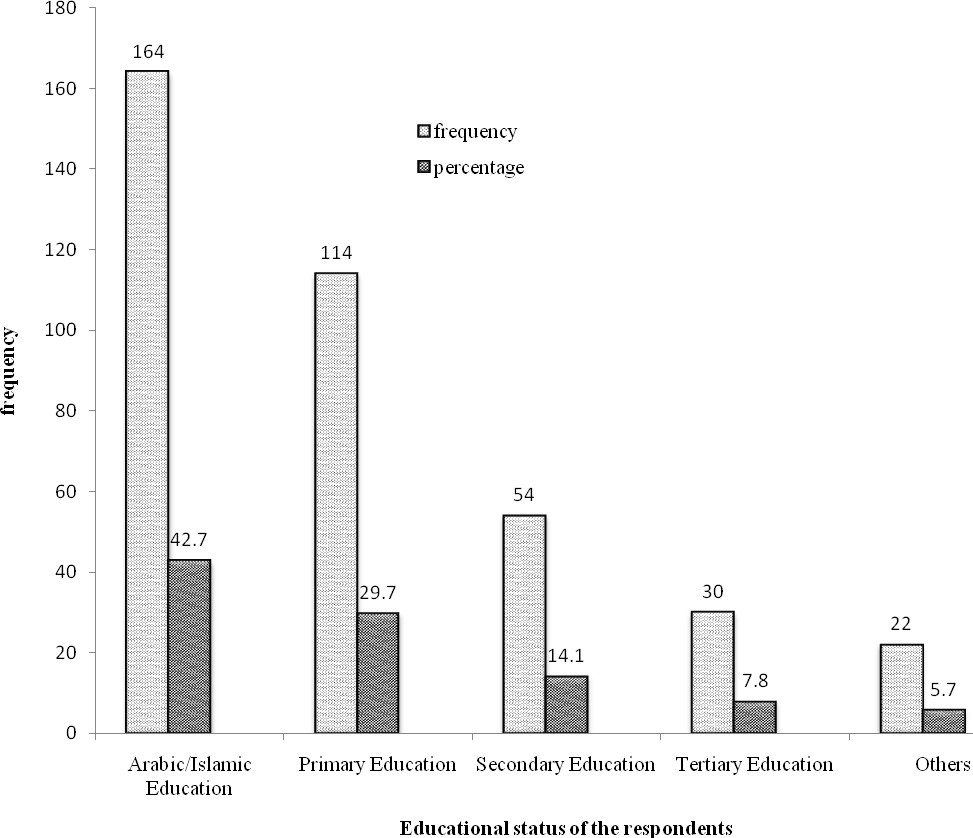 180
160
140
120
100
80
60
40
20
0
frequency
frequency
percentage
164
42.7
114
29.7
54
14.1
30
7.8
22
5.7
Arabic/Islamic
Education
Primary Education
Secondary Education
Tertiary Education
Others
Educational status of the respondents